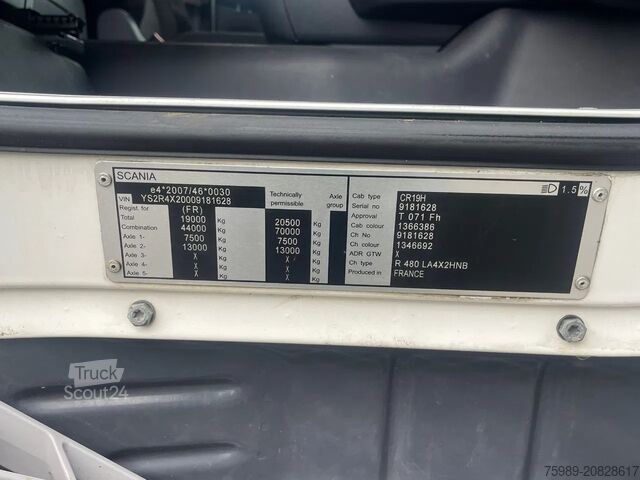 SCANIA
e4*2007/46*0030
VIN YS2R4X20009181628
Technically permissible Axle group
Regist. for (FR)
Total 19000 Kg 20500 Kg
Combination 44000 Kg 70000 Kg
Axle 1- 7500 Kg 7500 Kg
Axle 2- 13000 Kg 13000 Kg
Axle 3- X Kg X Kg
Axle 4- X Kg X Kg
Axle 5- X Kg X Kg
Cab type CR19H 1.5%
Serial no 9181628
Approval T 071 Fh
Cab colour 1366386
Ch No 9181628
Ch colour 1346692
ADR GTW X
Ch type R 480 LA4X2HNB
Produced in FRANCE
Truck
Scout24
75989-20828617